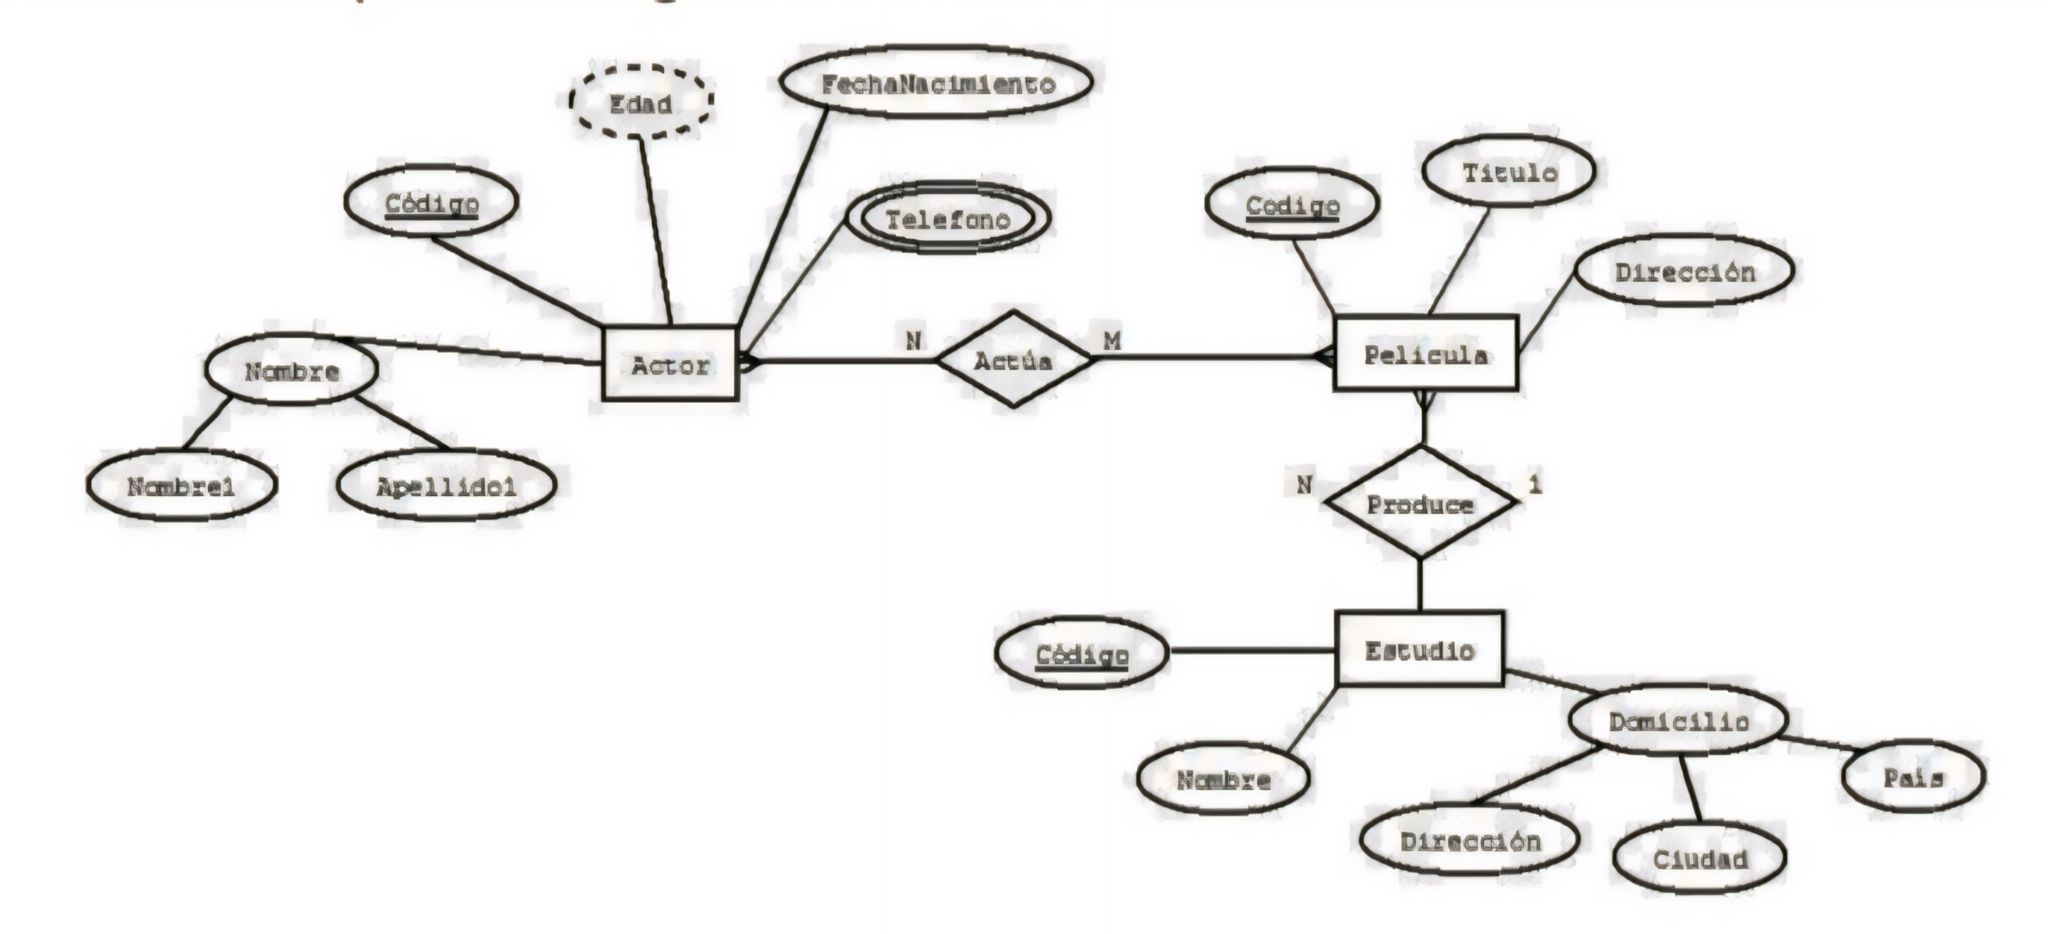 Edad
FechaNacimiento
Código
Telefono
Codigo
Titulo
Dirección
Nombre
Actor
N
Actúa
M
Pelicula
Nombre1
Apellido1
N
Produce
1
Código
Estudio
Nombre
Domicilio
Pais
Dirección
Ciudad